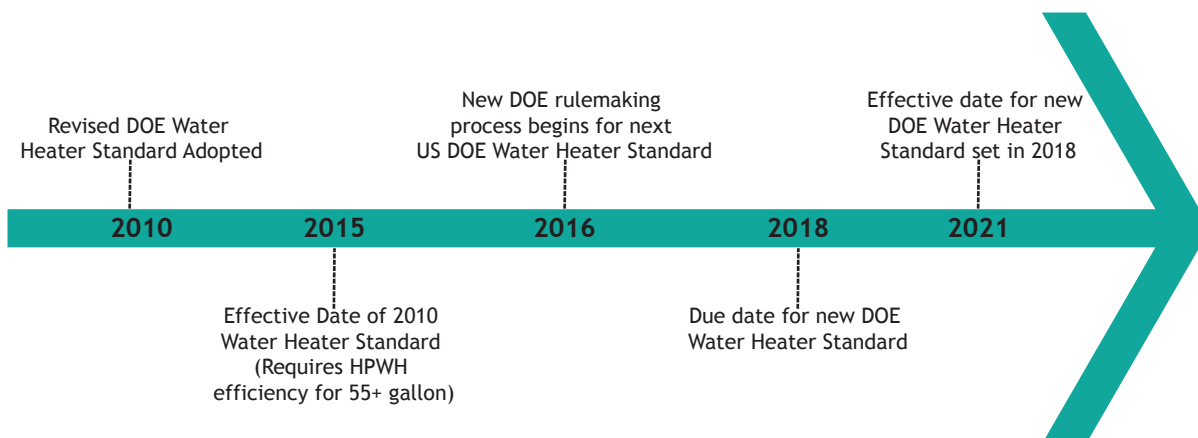 Revised DOE Water
Heater Standard Adopted
New DOE rulemaking
process begins for next
US DOE Water Heater Standard
Effective date for new
DOE Water Heater
Standard set in 2018
2010
2015
2016
2018
2021
Effective Date of 2010
Water Heater Standard
(Requires HPWH
efficiency for 55+ gallon)
Due date for new DOE
Water Heater Standard